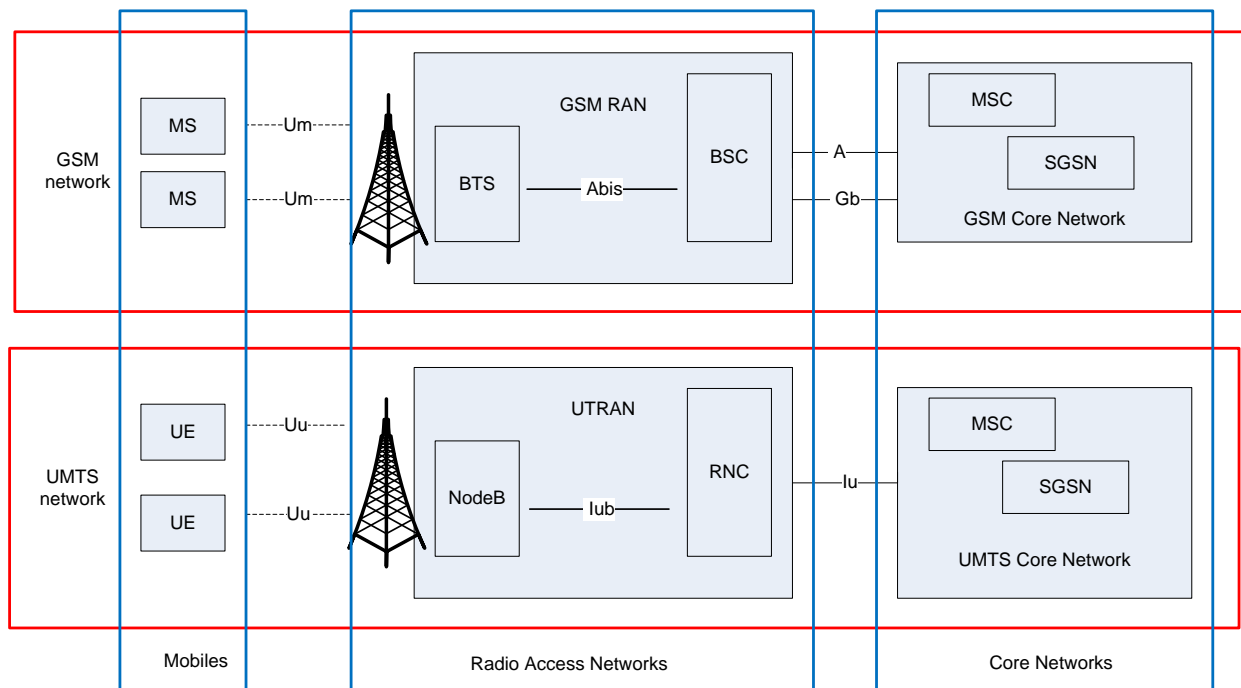 GSM
network
MS
MS
Um
Um
GSM RAN
BTS
Abis
BSC
A
Gb
MSC
SGSN
GSM Core Network
UMTS
network
UE
UE
Uu
Uu
UTRAN
NodeB
Iub
RNC
Iu
MSC
SGSN
UMTS Core Network
Mobiles
Radio Access Networks
Core Networks